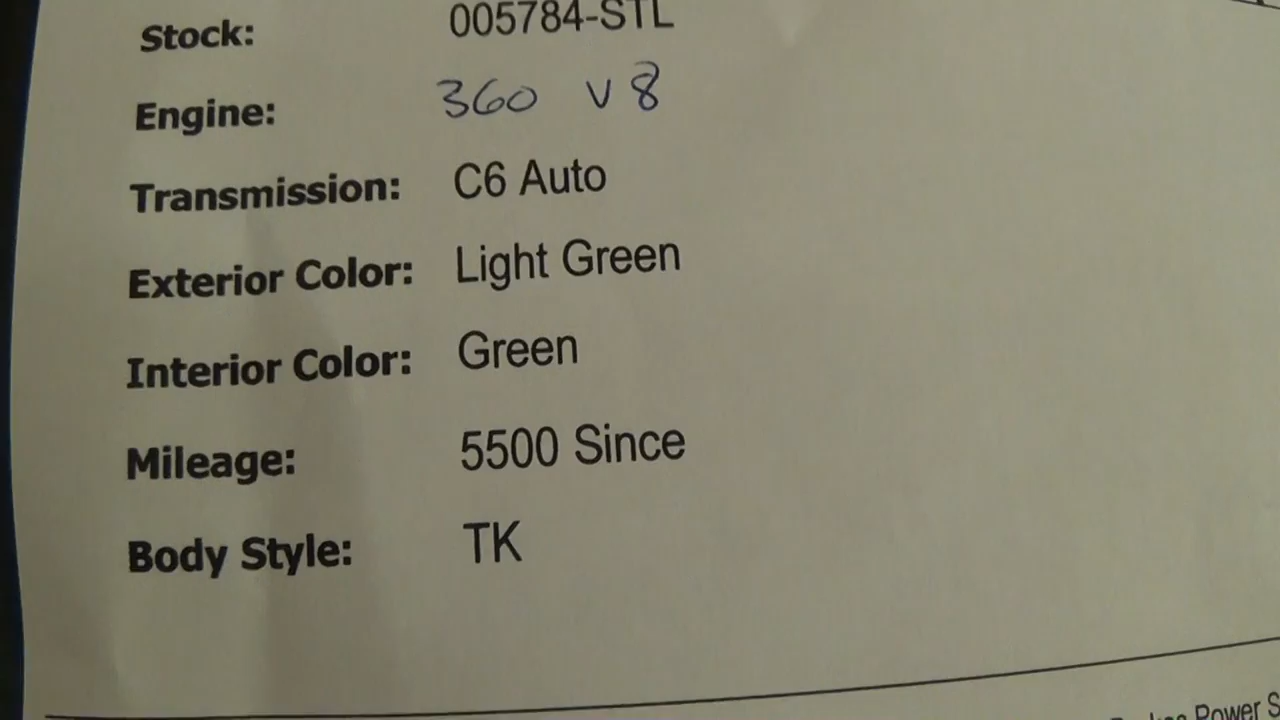 Stock: 005784-STL
Engine: 360 V8
Transmission: C6 Auto
Exterior Color: Light Green
Interior Color: Green
Mileage: 5500 Since
Body Style: TK
Power S